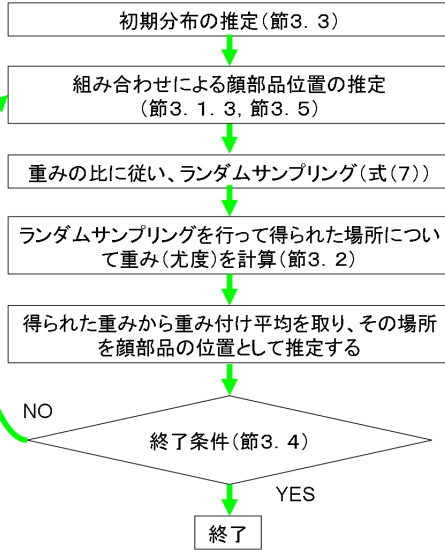 初期分布の推定(節3．3)
組み合わせによる顔部品位置の推定
(節3．1．3, 節3．5)
重みの比に従い、ランダムサンプリング(式(7))
ランダムサンプリングを行って得られた場所につい
て重み(尤度)を計算(節3．2)
得られた重みから重み付け平均を取り、その場所
を顔部品の位置として推定する
NO
終了条件(節3．4)
YES
終了